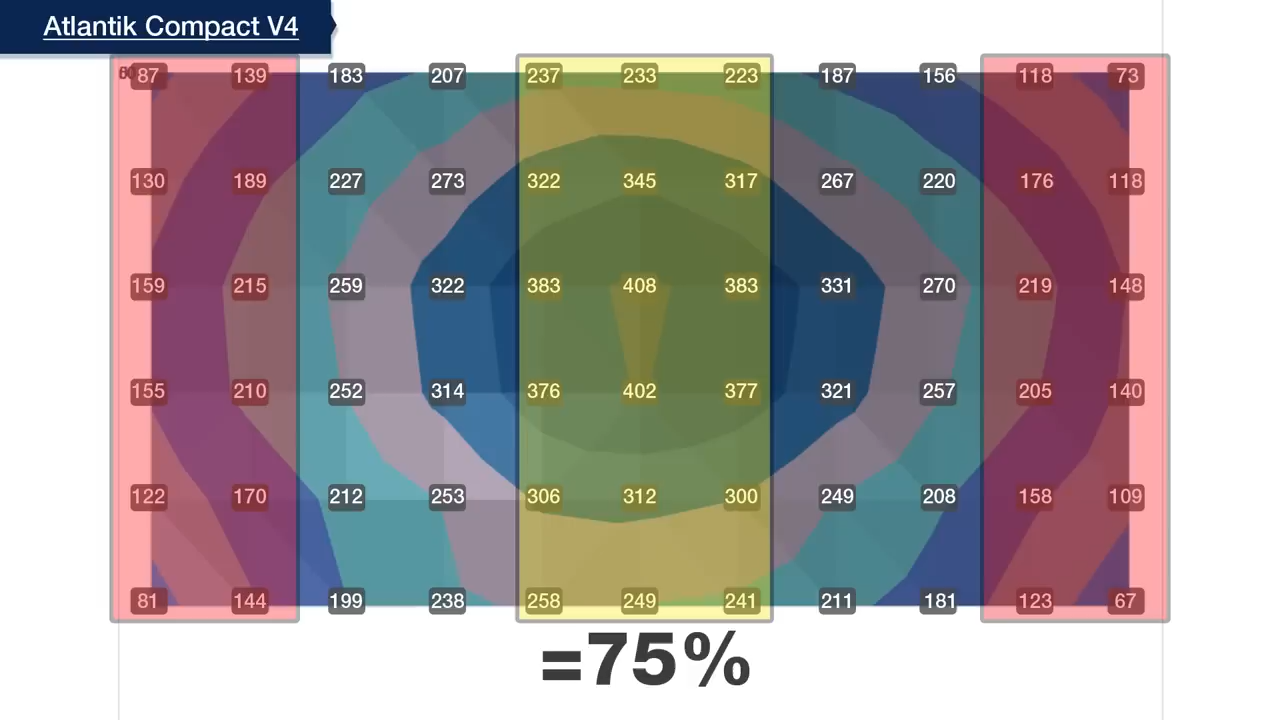 Atlantik Compact V4
87 139 183 207 237 233 223 187 156 118 73
130 189 227 273 322 345 317 267 220 176 118
159 215 259 322 383 408 383 331 270 219 148
155 210 252 314 376 402 377 321 257 205 140
122 170 212 253 306 312 300 249 208 158 109
81 144 199 238 258 249 241 211 181 123 67
=75%